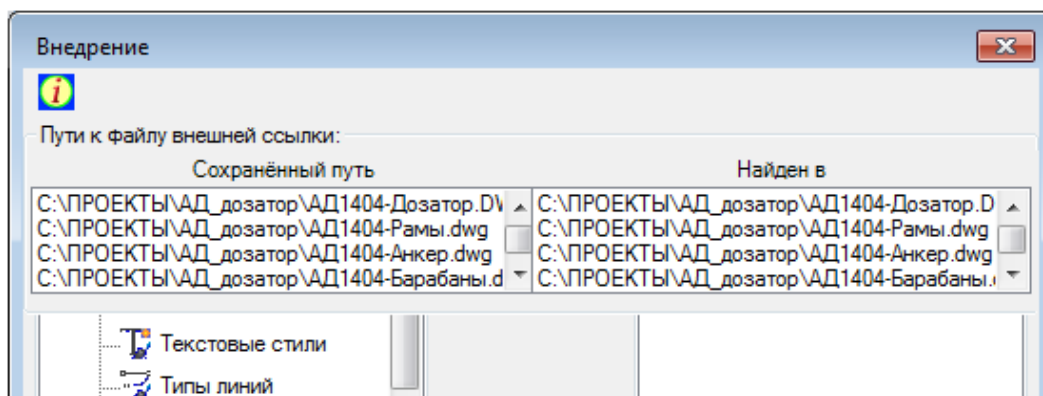 Внедрение
i
Пути к файлу внешней ссылки:
Сохранённый путь
Найден в
C:\ПРОЕКТЫ\АД_дозатор\АД1404-Дозатор.DW
C:\ПРОЕКТЫ\АД_дозатор\АД1404-Рамы.dwg
C:\ПРОЕКТЫ\АД_дозатор\АД1404-Анкер.dwg
C:\ПРОЕКТЫ\АД_дозатор\АД1404-Барабаны.d
C:\ПРОЕКТЫ\АД_дозатор\АД1404-Дозатор.D
C:\ПРОЕКТЫ\АД_дозатор\АД1404-Рамы.dwg
C:\ПРОЕКТЫ\АД_дозатор\АД1404-Анкер.dwg
C:\ПРОЕКТЫ\АД_дозатор\АД1404-Барабаны.
Текстовые стили
Типы линий